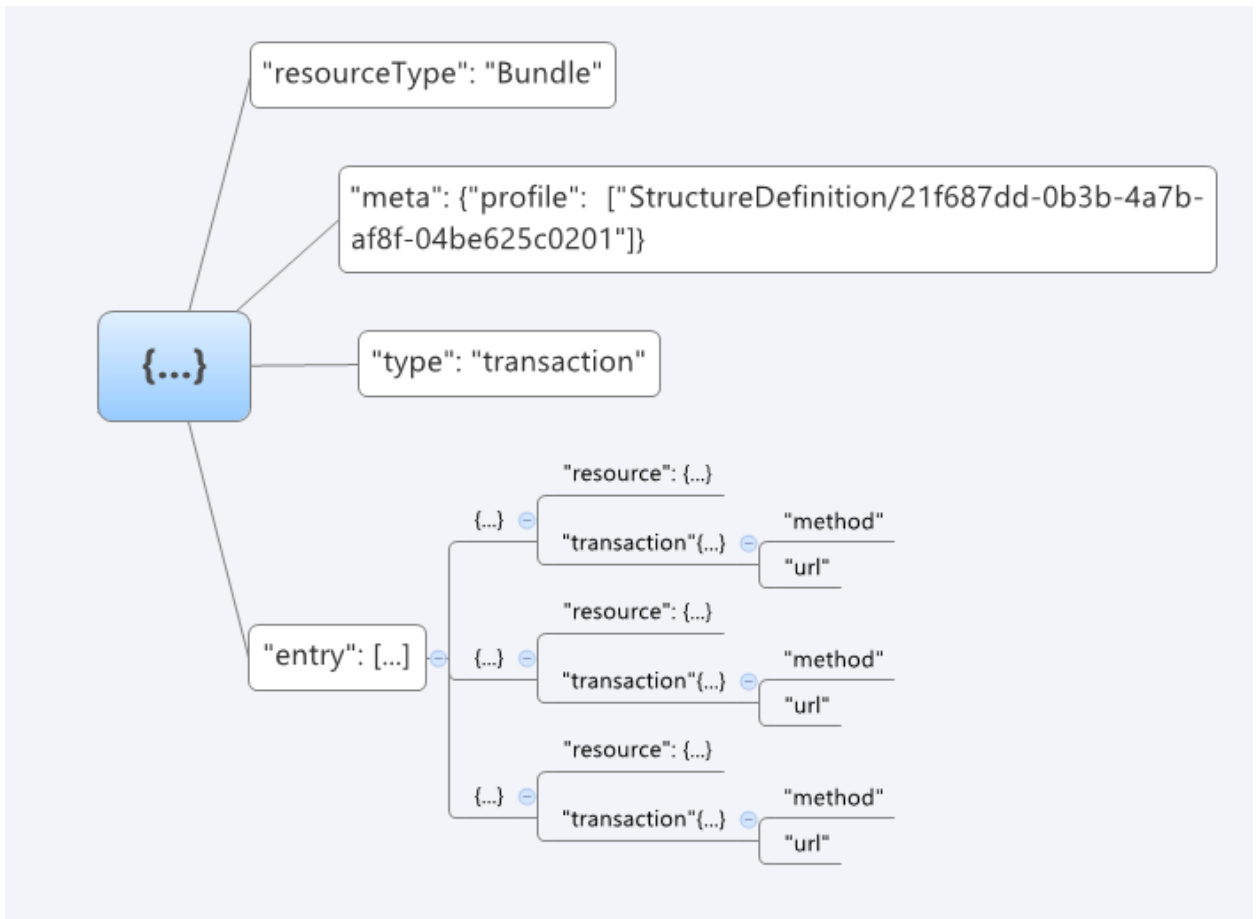 "resourceType": "Bundle"
"meta": {"profile":  ["StructureDefinition/21f687dd-0b3b-4a7b-
af8f-04be625c0201"]}
{...}
"type": "transaction"
"resource": {...}
{...}
"transaction"{...}
"method"
"url"
"entry": [...]
"resource": {...}
{...}
"transaction"{...}
"method"
"url"
"resource": {...}
{...}
"transaction"{...}
"method"
"url"